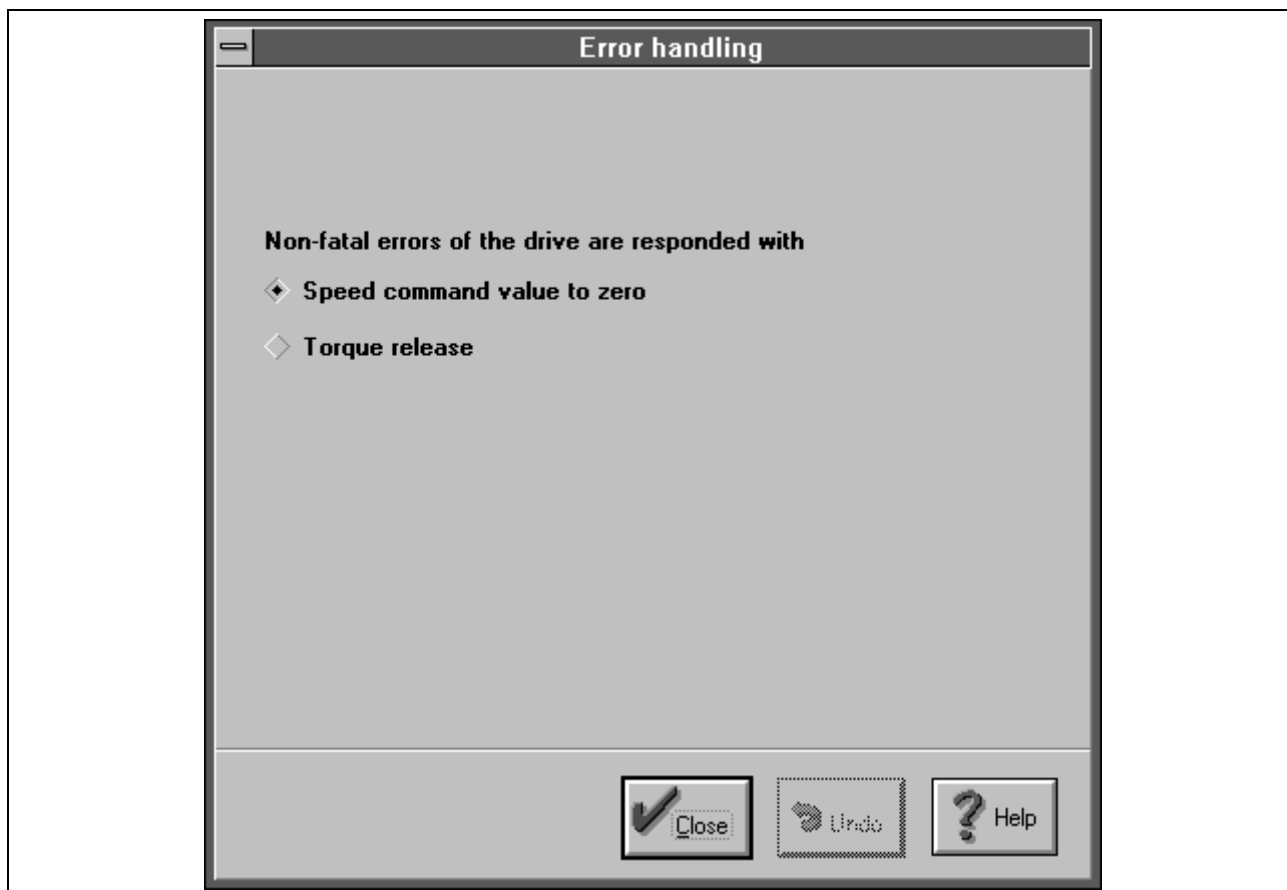 Error handling
Non-fatal errors of the drive are responded with
Speed command value to zero
Torque release
Close
Undo
Help